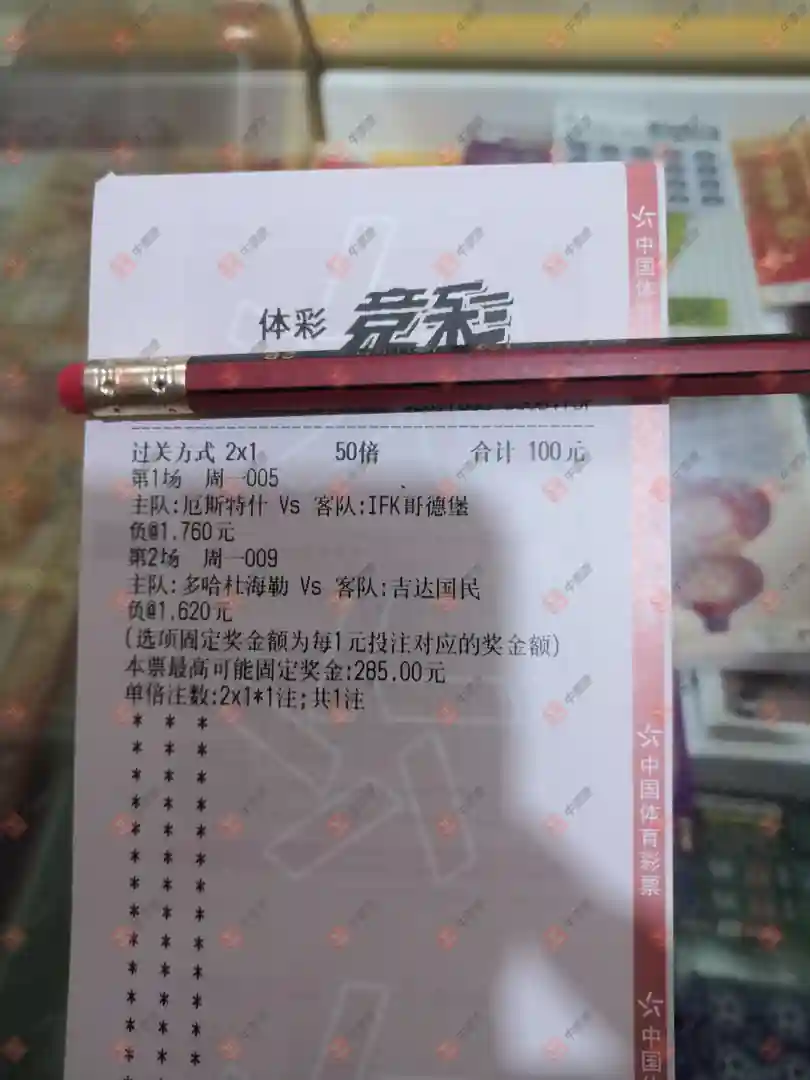 体彩 竞彩
过关方式 2x1 50倍 合计 100元
第1场 周一005
主队:厄斯特什 Vs 客队:IFK哥德堡
负@1.760元
第2场 周一009
主队:多哈杜海勒 Vs 客队:吉达国民
负@1.620元
(选项固定奖金额为每1元投注对应的奖金额)
本票最高可能固定奖金:285.00元
单倍注数:2x1*1注;共1注
* * *
* * *
* * *
* * *
* * *
* * *
* * *
* * *
* * *
* * *
* * *
* * *
* * *
中国体
中国体育彩票
中国